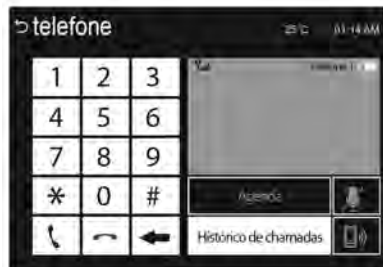 telefone 25°C 01:14 AM
1 2 3
4 5 6
7 8 9
* 0 #
Agenda
Histórico de chamadas